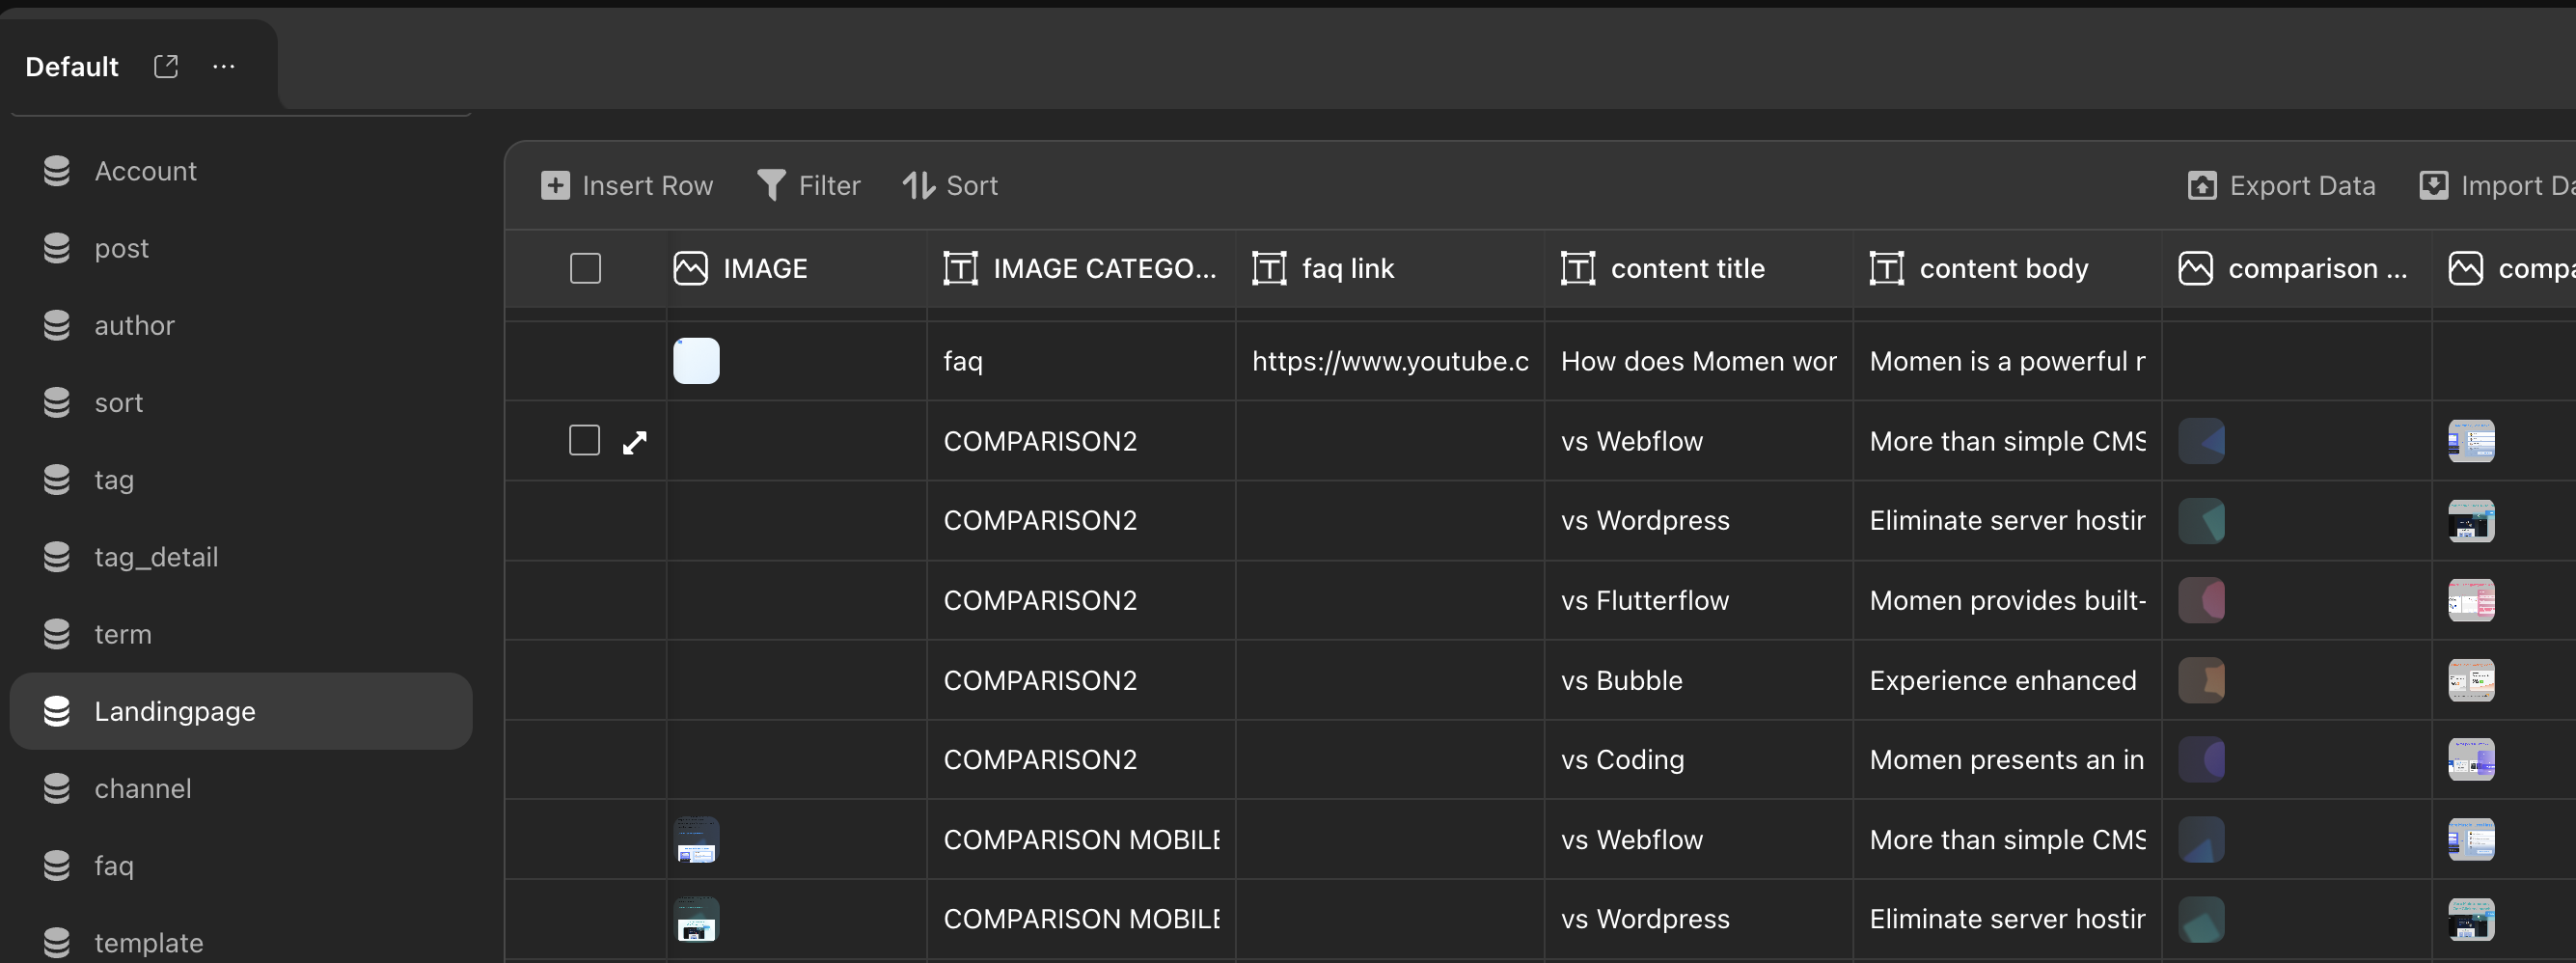 Default
Account
post
author
sort
tag
tag_detail
term
Landingpage
channel
faq
template
Insert Row Filter Sort Export Data Import Da
IMAGE IMAGE CATEGO... faq link content title content body comparison ... compa
faq https://www.youtube.c How does Momen wor Momen is a powerful
COMPARISON2 vs Webflow More than simple CMS
COMPARISON2 vs Wordpress Eliminate server hostin
COMPARISON2 vs Flutterflow Momen provides built-
COMPARISON2 vs Bubble Experience enhanced
COMPARISON2 vs Coding Momen presents an in
COMPARISON MOBILE vs Webflow More than simple CMS
COMPARISON MOBILE vs Wordpress Eliminate server hostin